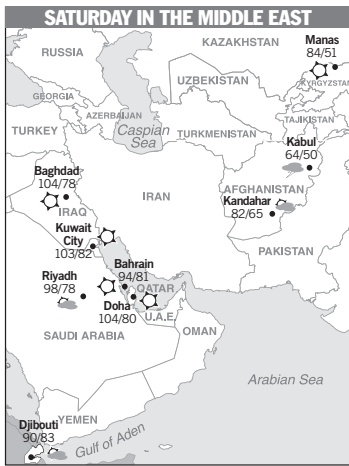 SATURDAY IN THE MIDDLE EAST
KAZAKHSTAN
Manas
84/51
RUSSIA
UZBEKISTAN
KYRGYZSTAN
GEORGIA
AZERBAIJAN
TAJIKISTAN
TURKEY
Caspian
Sea
TURKMENISTAN
Kabul
64/50
Baghdad
104/78
IRAN
AFGHANISTAN
Kandahar
82/65
IRAQ
Kuwait
City
103/82
PAKISTAN
Bahrain
94/81
Riyadh
98/78
QATAR
Doha
104/80
U.A.E.
OMAN
SAUDI ARABIA
Arabian Sea
YEMEN
Djibouti
90/83
Gulf of Aden